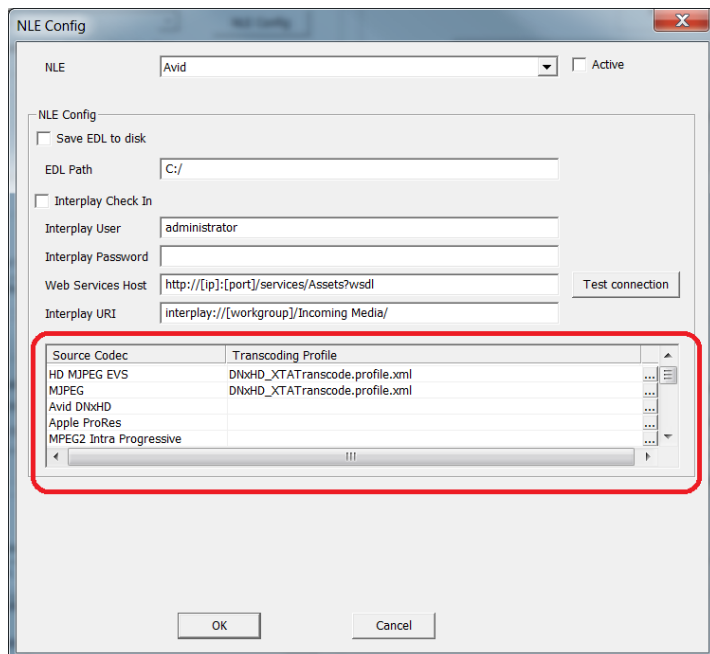 NLE Config
NLE Config
NLE
Avid
Active
NLE Config
Save EDL to disk
EDL Path
C:/
Interplay Check In
Interplay User
administrator
Interplay Password
Web Services Host
http://[ip]:[port]/services/Assets?wsdl
Test connection
Interplay URI
interplay://[workgroup]/Incoming Media/
Source Codec Transcoding Profile
HD MJPEG EVS DNxHD_XTATranscode.profile.xml ...
MJPEG DNxHD_XTATranscode.profile.xml ...
Avid DNxHD ...
Apple ProRes ...
MPEG2 Intra Progressive ...
OK
Cancel